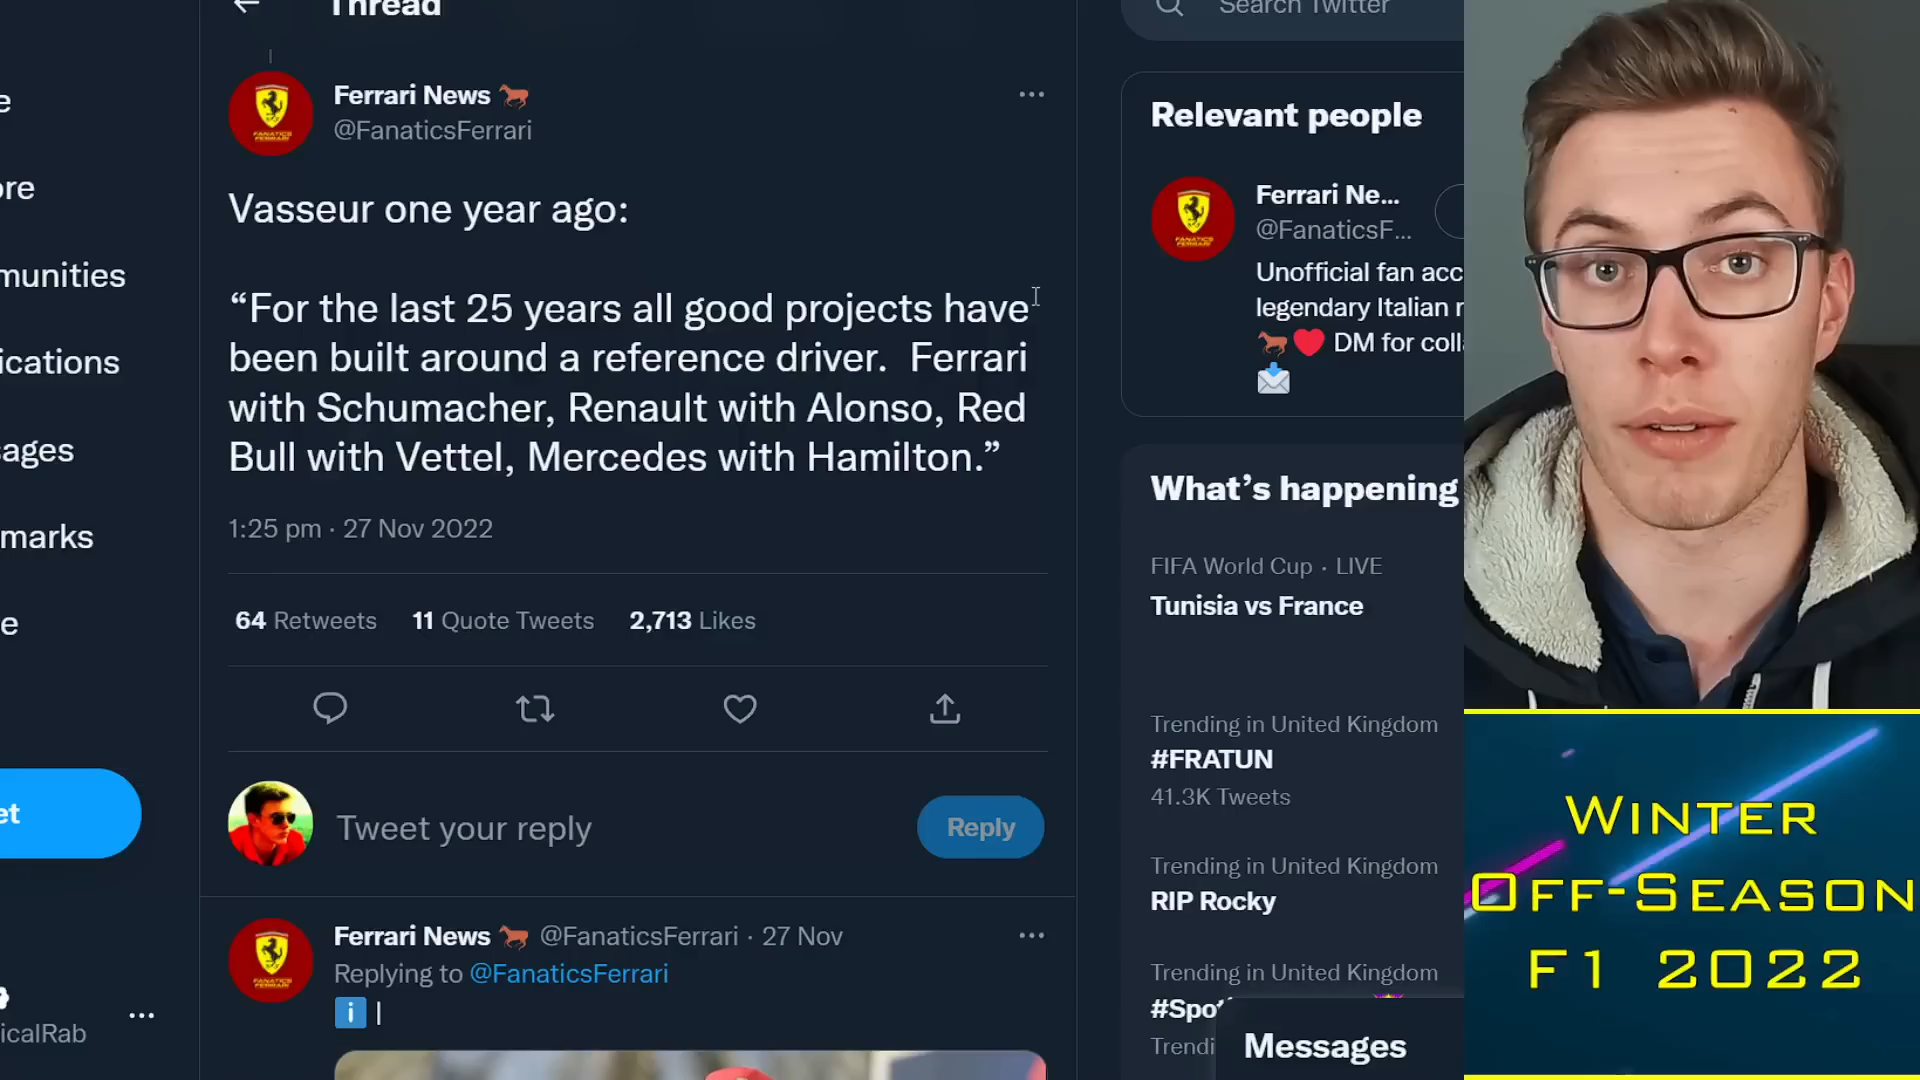 Thread
Search Twitter
e
ore
munities
ications
sages
marks
e
et
icalRab
Ferrari News
@FanaticsFerrari
Vasseur one year ago:
“For the last 25 years all good projects have
been built around a reference driver. Ferrari
with Schumacher, Renault with Alonso, Red
Bull with Vettel, Mercedes with Hamilton.”
1:25 pm · 27 Nov 2022
64 Retweets 11 Quote Tweets 2,713 Likes
Tweet your reply
Reply
Ferrari News @FanaticsFerrari · 27 Nov
Replying to @FanaticsFerrari
i |
Relevant people
Ferrari Ne...
@FanaticsF...
Unofficial fan acc
legendary Italian
DM for coll
What’s happening
FIFA World Cup · LIVE
Tunisia vs France
Trending in United Kingdom
#FRATUN
41.3K Tweets
Trending in United Kingdom
RIP Rocky
Trending in United Kingdom
#Spot
Trendi
Messages
FANATICS
FERRARI
WINTER
OFF-SEASON
F1 2022